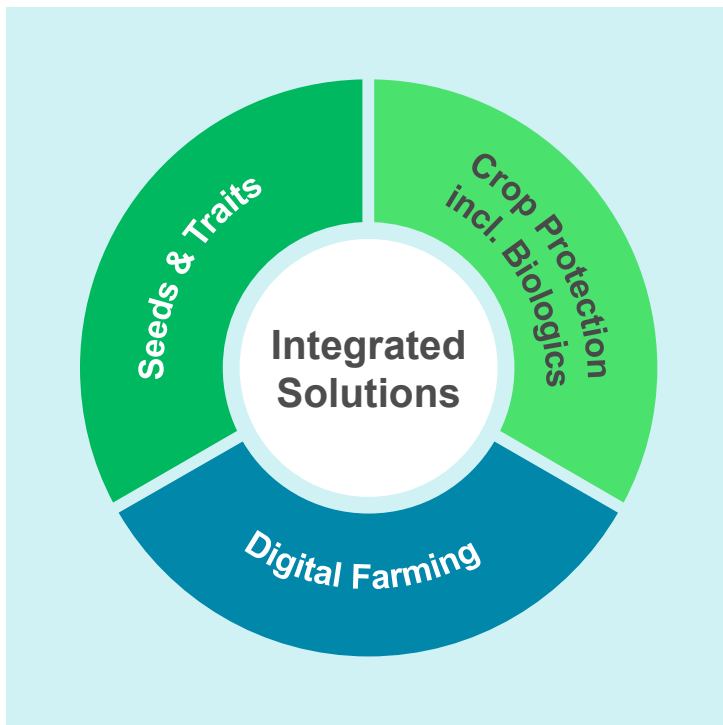 Seeds & Traits
Crop Protection
incl. Biologics
Integrated
Solutions
Digital Farming